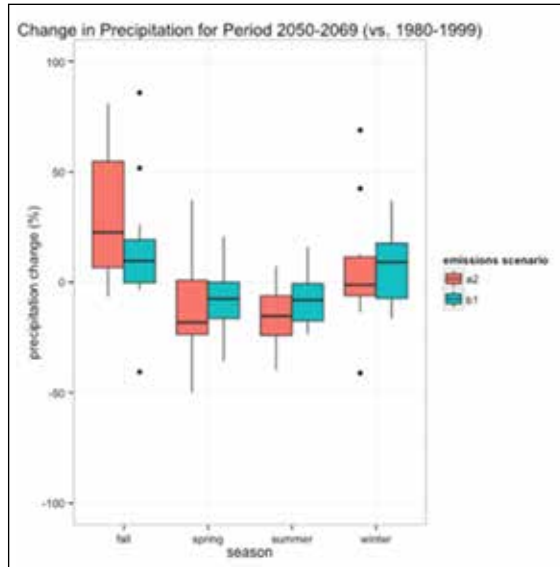 Change in Precipitation for Period 2050-2069 (vs. 1980-1999)
100
50
0
-50
-100
precipitation change (%)
fall spring summer winter
season
emissions scenario
a2
b1